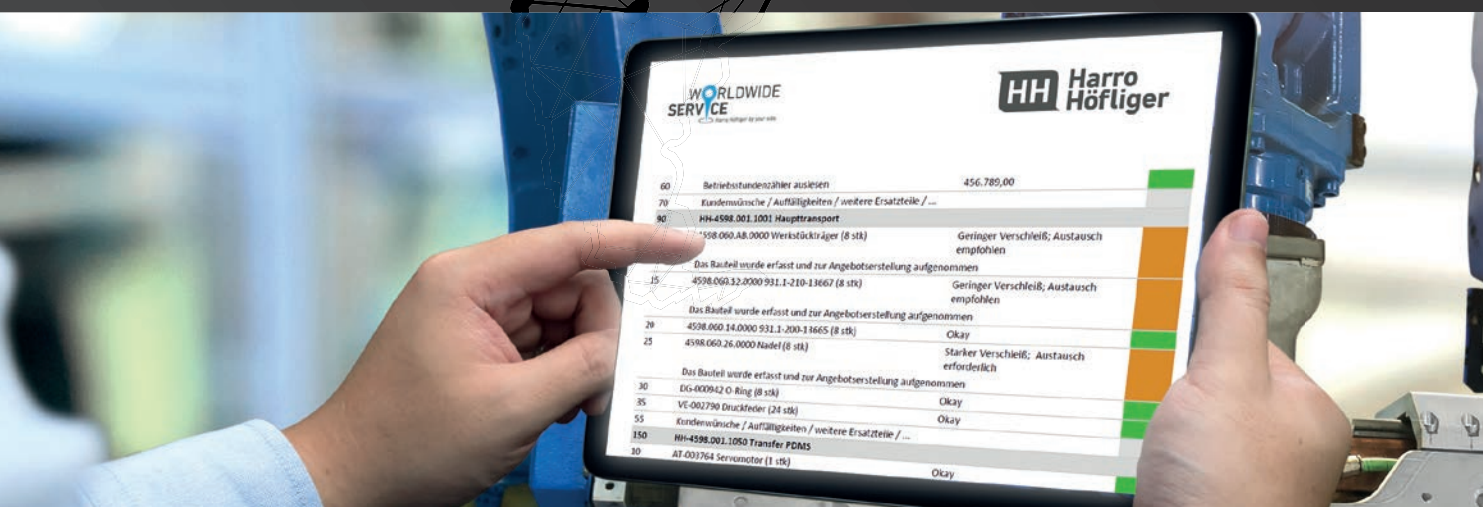 WORLDWIDE
SERVICE
Harro Höfliger by your side
HH Harro
Höfliger
60 Betriebsstundenzähler auslesen 456.789,00
70 Kundenwünsche / Auffälligkeiten / weitere Ersatzteile / ...
90 HH-4598.001.1001 Haupttransport
4598.060.AB.0000 Werkstückträger (8 stk) Geringer Verschleiß; Austausch
empfohlen
Das Bauteil wurde erfasst und zur Angebotserstellung aufgenommen
15 4598.060.12.0000 931.1-210-13667 (8 stk) Geringer Verschleiß; Austausch
empfohlen
Das Bauteil wurde erfasst und zur Angebotserstellung aufgenommen
20 4598.060.14.0000 931.1-200-13665 (8 stk) Okay
25 4598.060.26.0000 Nadel (8 stk) Starker Verschleiß; Austausch
erforderlich
Das Bauteil wurde erfasst und zur Angebotserstellung aufgenommen
30 DG-000942 O-Ring (8 stk) Okay
35 VE-002790 Druckfeder (24 stk) Okay
55 Kundenwünsche / Auffälligkeiten / weitere Ersatzteile / ...
150 HH-4598.001.1050 Transfer PDMS
10 AT-003764 Servomotor (1 stk) Okay